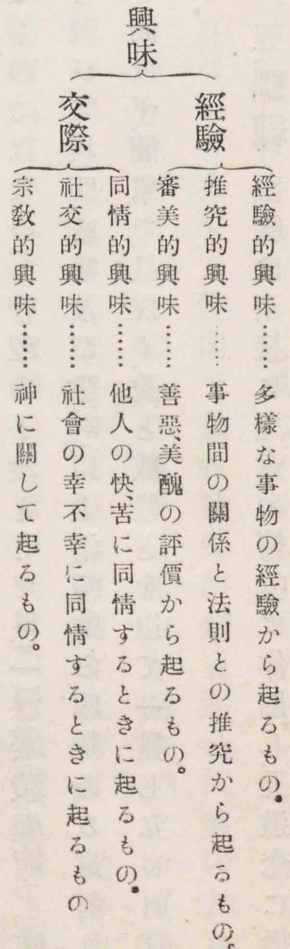 興味
經驗
經驗的興味……多樣な事物の經驗から起るもの。
推究的興味……事物間の關係と法則との推究から起るもの。
審美的興味……善惡、美醜の評價から起るもの。
交際
同情的興味……他人の快、苦に同情するときに起るもの。
社交的興味……社會の幸不幸に同情するときに起るもの
宗教的興味……神に關して起るもの。